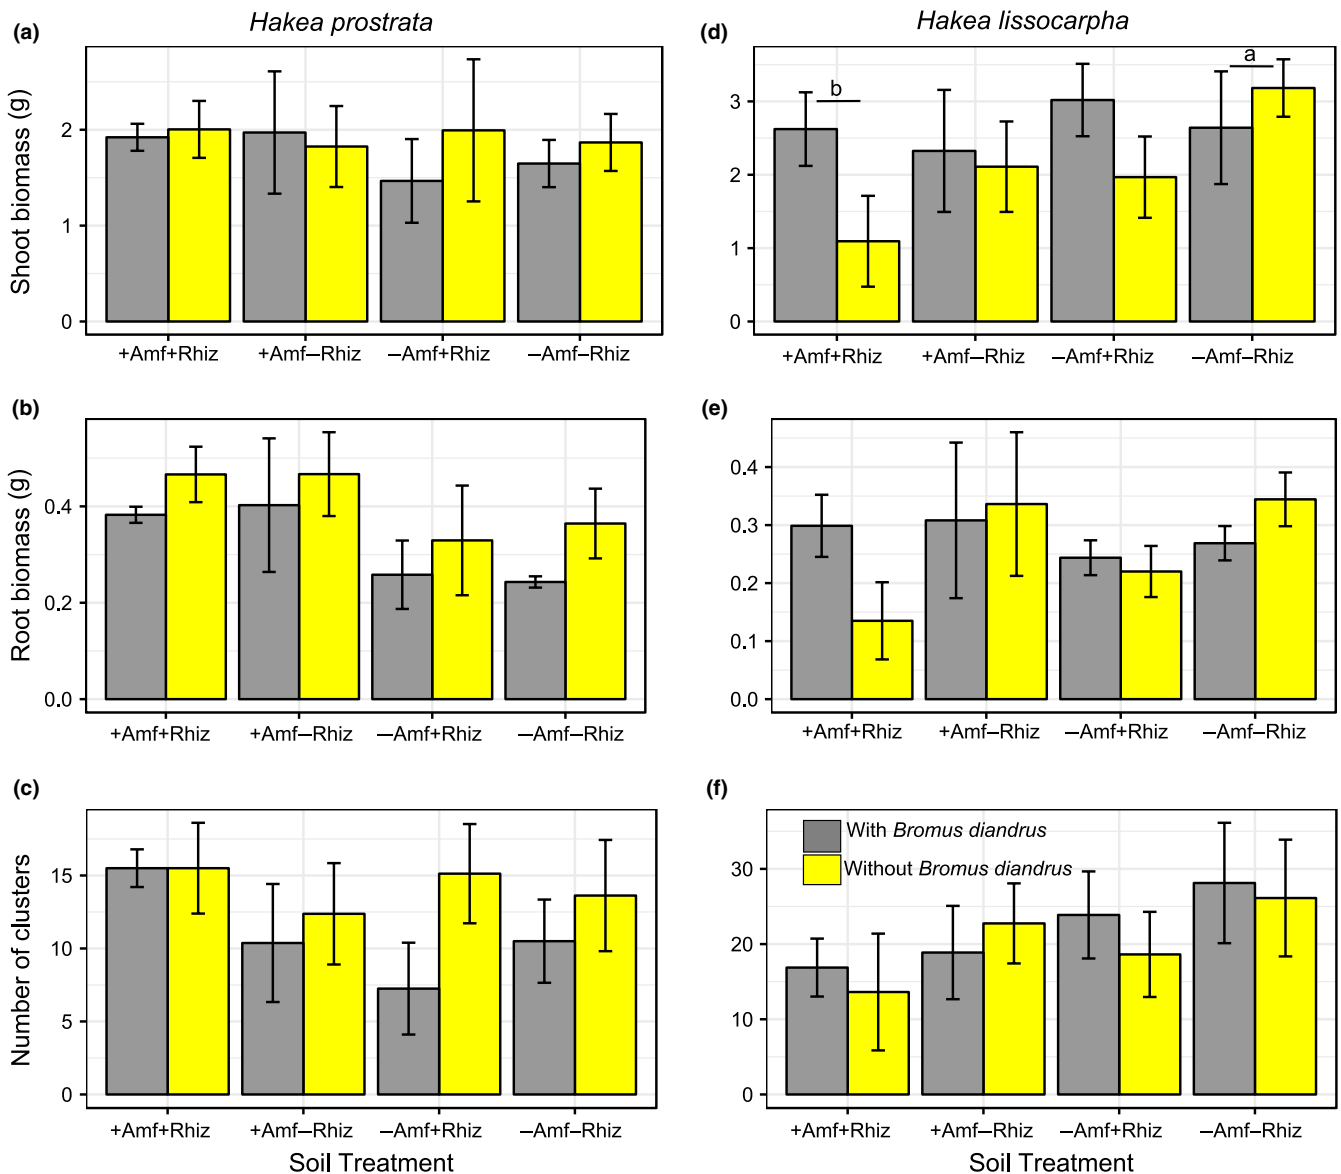 (a)
Hakea prostrata
Shoot biomass (g)
2
1
0
+Amf+Rhiz +Amf–Rhiz –Amf+Rhiz –Amf–Rhiz
(d)
Hakea lissocarpha
b
a
3
2
1
0
+Amf+Rhiz +Amf–Rhiz –Amf+Rhiz –Amf–Rhiz
(b)
Root biomass (g)
0.4
0.2
0.0
+Amf+Rhiz +Amf–Rhiz –Amf+Rhiz –Amf–Rhiz
(e)
0.4
0.3
0.2
0.1
0.0
+Amf+Rhiz +Amf–Rhiz –Amf+Rhiz –Amf–Rhiz
(c)
Number of clusters
15
10
5
0
+Amf+Rhiz +Amf–Rhiz –Amf+Rhiz –Amf–Rhiz
Soil Treatment
(f)
With Bromus diandrus
Without Bromus diandrus
30
20
10
0
+Amf+Rhiz +Amf–Rhiz –Amf+Rhiz –Amf–Rhiz
Soil Treatment